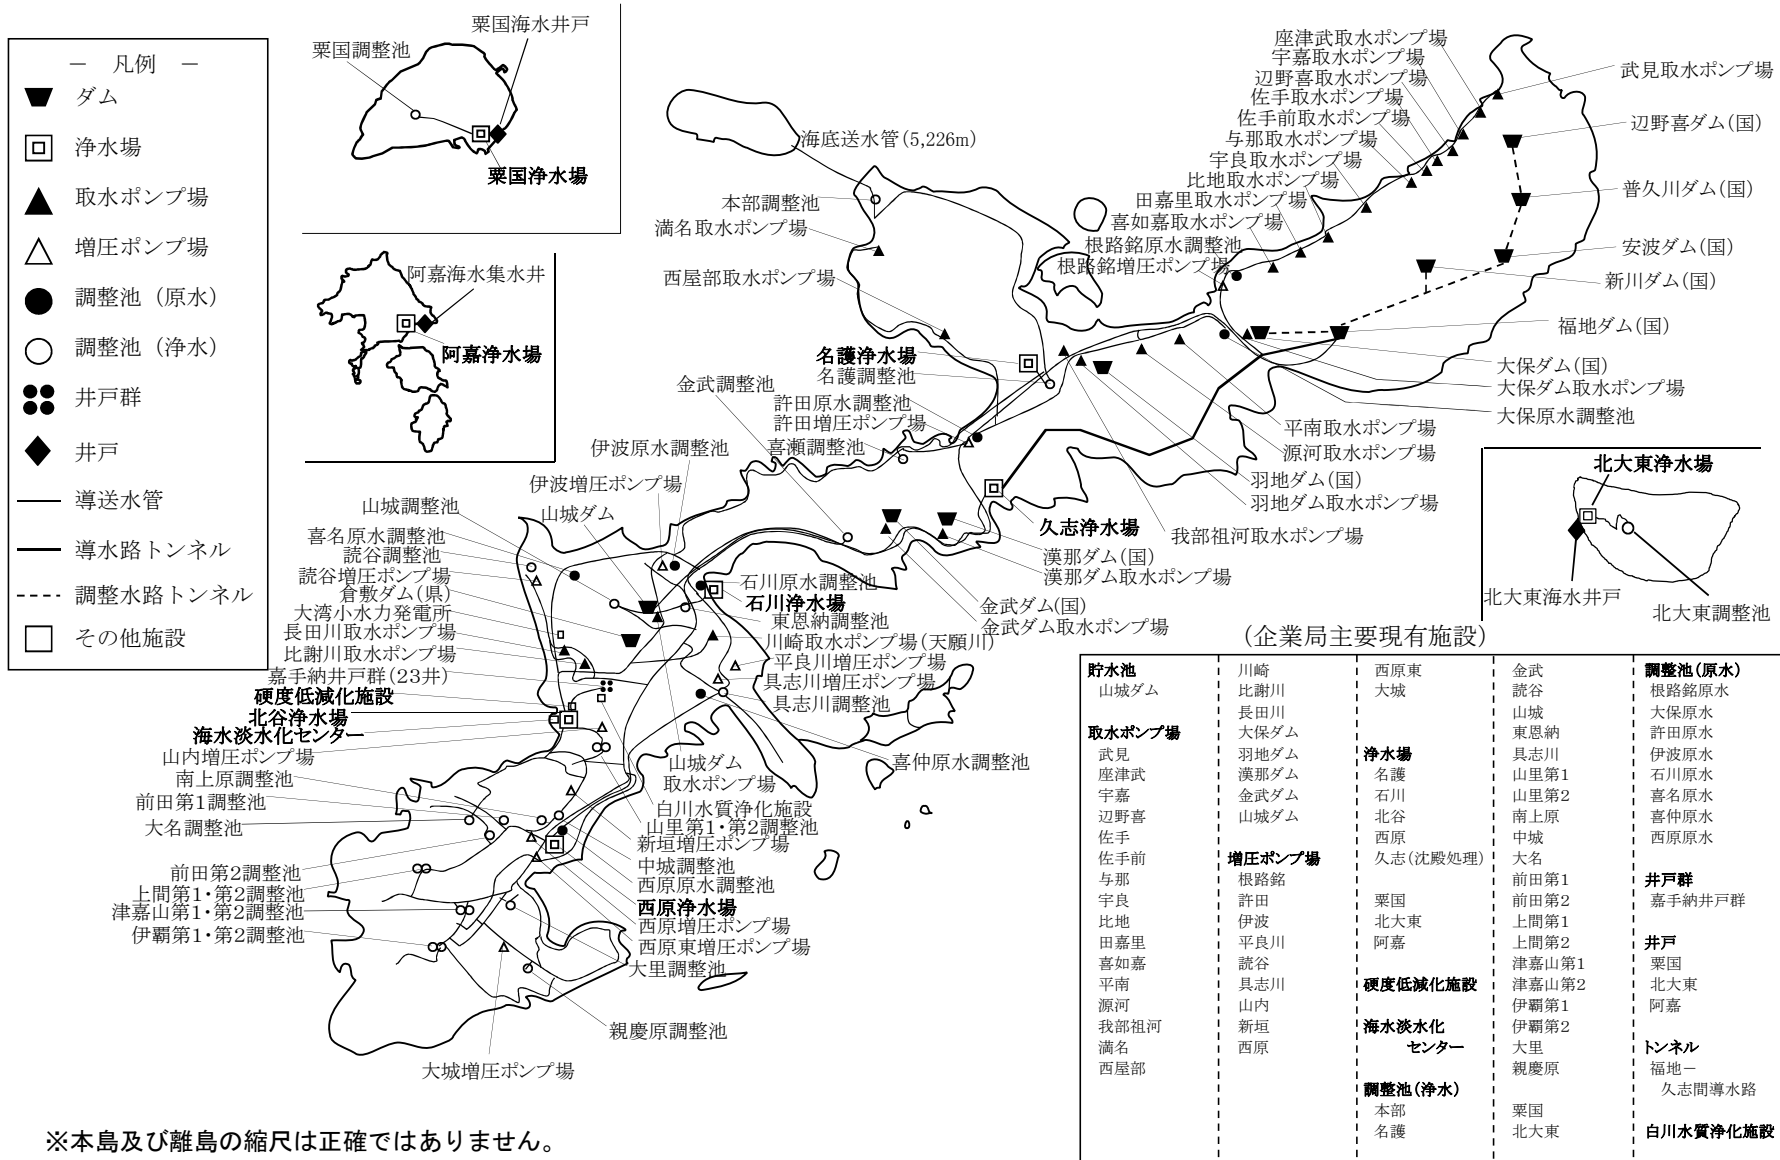 － 凡例 －
ダム
浄水場
取水ポンプ場
増圧ポンプ場
調整池（原水）
調整池（浄水）
井戸群
井戸
導送水管
導水路トンネル
調整水路トンネル
その他施設
粟国海水井戸
粟国調整池
粟国浄水場
阿嘉海水集水井
阿嘉浄水場
海底送水管(5,226m)
本部調整池
満名取水ポンプ場
西屋部取水ポンプ場
名護浄水場
名護調整池
金武調整池
許田原水調整池
許田増圧ポンプ場
喜瀬調整池
座津武取水ポンプ場
宇嘉取水ポンプ場
辺野喜取水ポンプ場
佐手取水ポンプ場
佐手前取水ポンプ場
与那取水ポンプ場
宇良取水ポンプ場
比地取水ポンプ場
田嘉里取水ポンプ場
喜如嘉取水ポンプ場
根路銘原水調整池
根路銘増圧ポンプ場
武見取水ポンプ場
辺野喜ダム(国)
普久川ダム(国)
安波ダム(国)
新川ダム(国)
福地ダム(国)
大保ダム(国)
大保ダム取水ポンプ場
大保原水調整池
平南取水ポンプ場
源河取水ポンプ場
羽地ダム(国)
羽地ダム取水ポンプ場
我部祖河取水ポンプ場
久志浄水場
漢那ダム(国)
漢那ダム取水ポンプ場
金武ダム(国)
金武ダム取水ポンプ場
北大東浄水場
北大東海水井戸
北大東調整池
伊波原水調整池
伊波増圧ポンプ場
山城ダム
山城調整池
喜名原水調整池
読谷調整池
読谷増圧ポンプ場
倉敷ダム(県)
大湾小水力発電所
長田川取水ポンプ場
比謝川取水ポンプ場
嘉手納井戸群(23井)
硬度低減化施設
北谷浄水場
海水淡水化センター
山内増圧ポンプ場
南上原調整池
前田第1調整池
大名調整池
前田第2調整池
上間第1・第2調整池
津嘉山第1・第2調整池
伊覇第1・第2調整池
石川原水調整池
石川浄水場
東恩納調整池
川崎取水ポンプ場(天願川)
平良川増圧ポンプ場
具志川増圧ポンプ場
具志川調整池
喜仲原水調整池
山城ダム
取水ポンプ場
白川水質浄化施設
山里第1・第2調整池
新垣増圧ポンプ場
中城調整池
西原原水調整池
西原浄水場
西原増圧ポンプ場
西原東増圧ポンプ場
大里調整池
親慶原調整池
大城増圧ポンプ場
(企業局主要現有施設)
貯水池
山城ダム
取水ポンプ場
武見
座津武
宇嘉
辺野喜
佐手
佐手前
与那
宇良
比地
田嘉里
喜如嘉
平南
源河
我部祖河
満名
西屋部
川崎
比謝川
長田川
大保ダム
羽地ダム
漢那ダム
金武ダム
山城ダム
増圧ポンプ場
根路銘
許田
伊波
平良川
読谷
具志川
山内
新垣
西原
西原東
大城
浄水場
名護
石川
北谷
西原
久志(沈殿処理)
粟国
北大東
阿嘉
硬度低減化施設
海水淡水化
センター
調整池(浄水)
本部
名護
金武
読谷
山城
東恩納
具志川
山里第1
山里第2
南上原
中城
大名
前田第1
前田第2
上間第1
上間第2
津嘉山第1
津嘉山第2
伊覇第1
伊覇第2
大里
親慶原
粟国
北大東
調整池(原水)
根路銘原水
大保原水
許田原水
伊波原水
石川原水
喜名原水
喜仲原水
西原原水
井戸群
嘉手納井戸群
井戸
粟国
北大東
阿嘉
トンネル
福地－
久志間導水路
白川水質浄化施設
※本島及び離島の縮尺は正確ではありません。